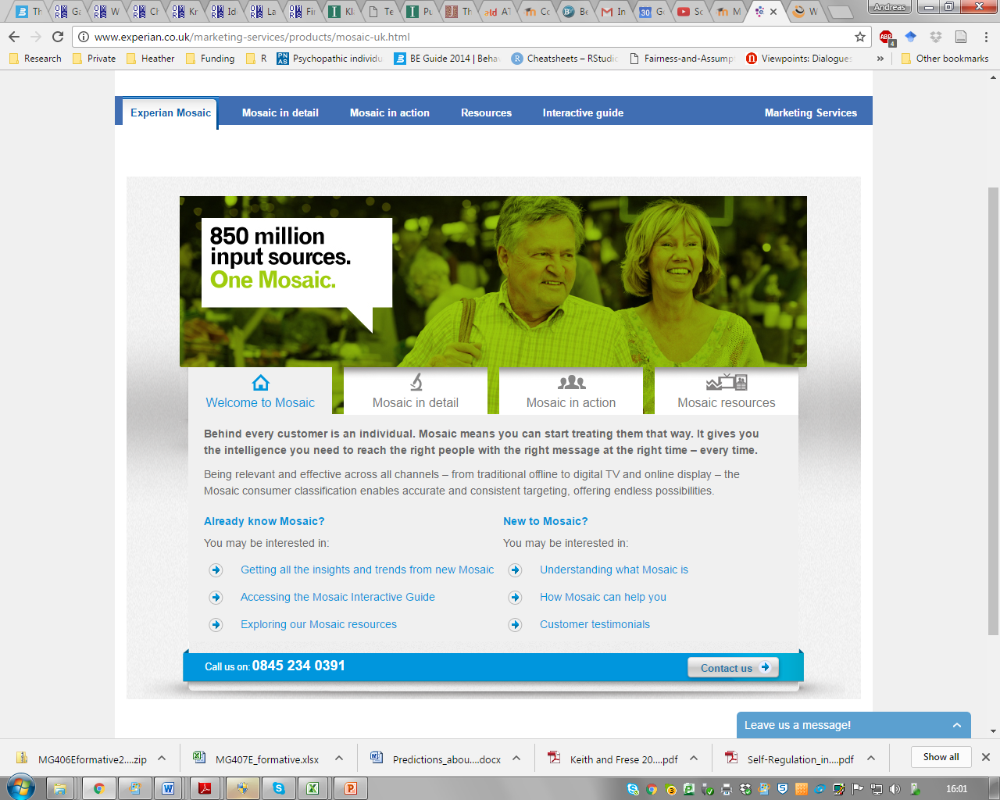 Th
Ga
W
Ch
Kr
Id
La
Fi
Kl
Te
Pu
Th
AT
Co
Be
In
Gr
Sc
M
W
Andreas
www.experian.co.uk/marketing-services/products/mosaic-uk.html
ABP
4
Research
Private
Heather
Funding
R
Psychopathic individu
BE Guide 2014 | Behav
Cheatsheets – RStudio
Fairness-and-Assump
Viewpoints: Dialogues
»
Other bookmarks
Experian Mosaic
Mosaic in detail
Mosaic in action
Resources
Interactive guide
Marketing Services
850 million
input sources.
One Mosaic.
Welcome to Mosaic
Mosaic in detail
Mosaic in action
Mosaic resources
Behind every customer is an individual. Mosaic means you can start treating them that way. It gives you
the intelligence you need to reach the right people with the right message at the right time – every time.
Being relevant and effective across all channels – from traditional offline to digital TV and online display – the
Mosaic consumer classification enables accurate and consistent targeting, offering endless possibilities.
Already know Mosaic?
You may be interested in:
Getting all the insights and trends from new Mosaic
Accessing the Mosaic Interactive Guide
Exploring our Mosaic resources
New to Mosaic?
You may be interested in:
Understanding what Mosaic is
How Mosaic can help you
Customer testimonials
Call us on: 0845 234 0391
Contact us
Leave us a message!
MG406Eformative2....zip
MG407E_formative.xlsx
Predictions_abou....docx
Keith and Frese 20....pdf
Self-Regulation_in....pdf
Show all
16:01